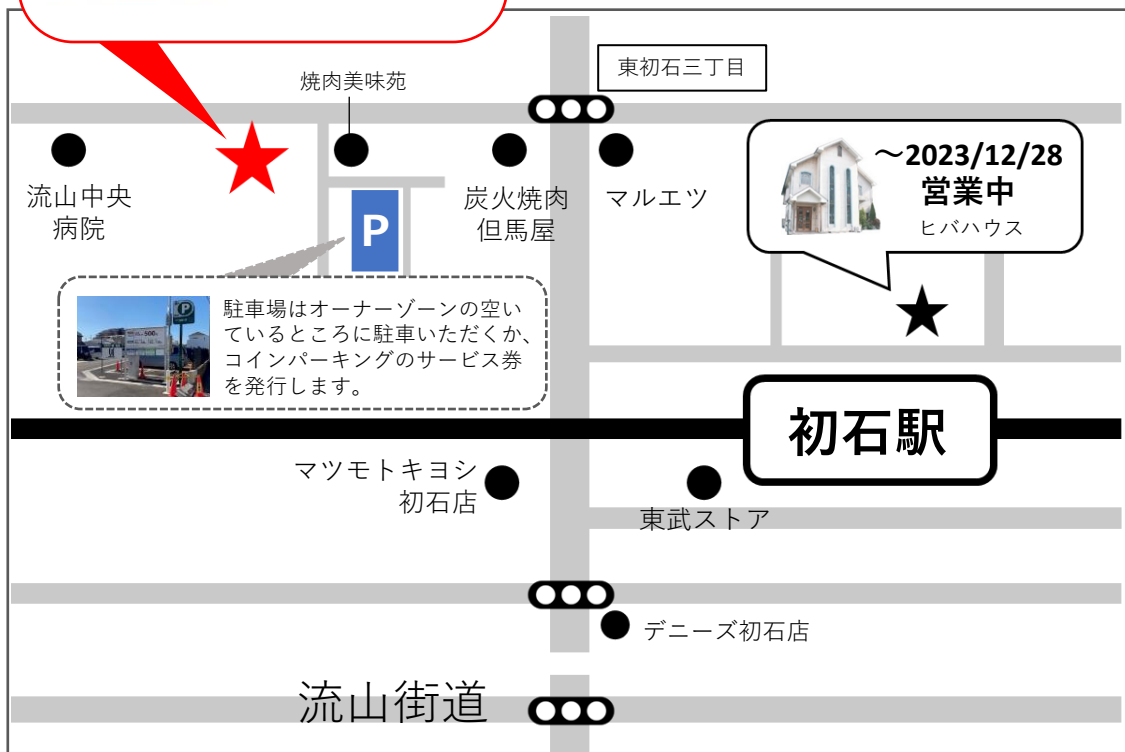 東初石三丁目
焼肉美味苑
流山中央
病院
炭火焼肉
但馬屋
マルエツ
～2023/12/28
営業中
ヒバハウス
P
駐車場はオーナーゾーンの空い
ているところに駐車いただくか、
コインパーキングのサービス券
を発行します。
初石駅
マツモトキヨシ
初石店
東武ストア
デニーズ初石店
流山街道